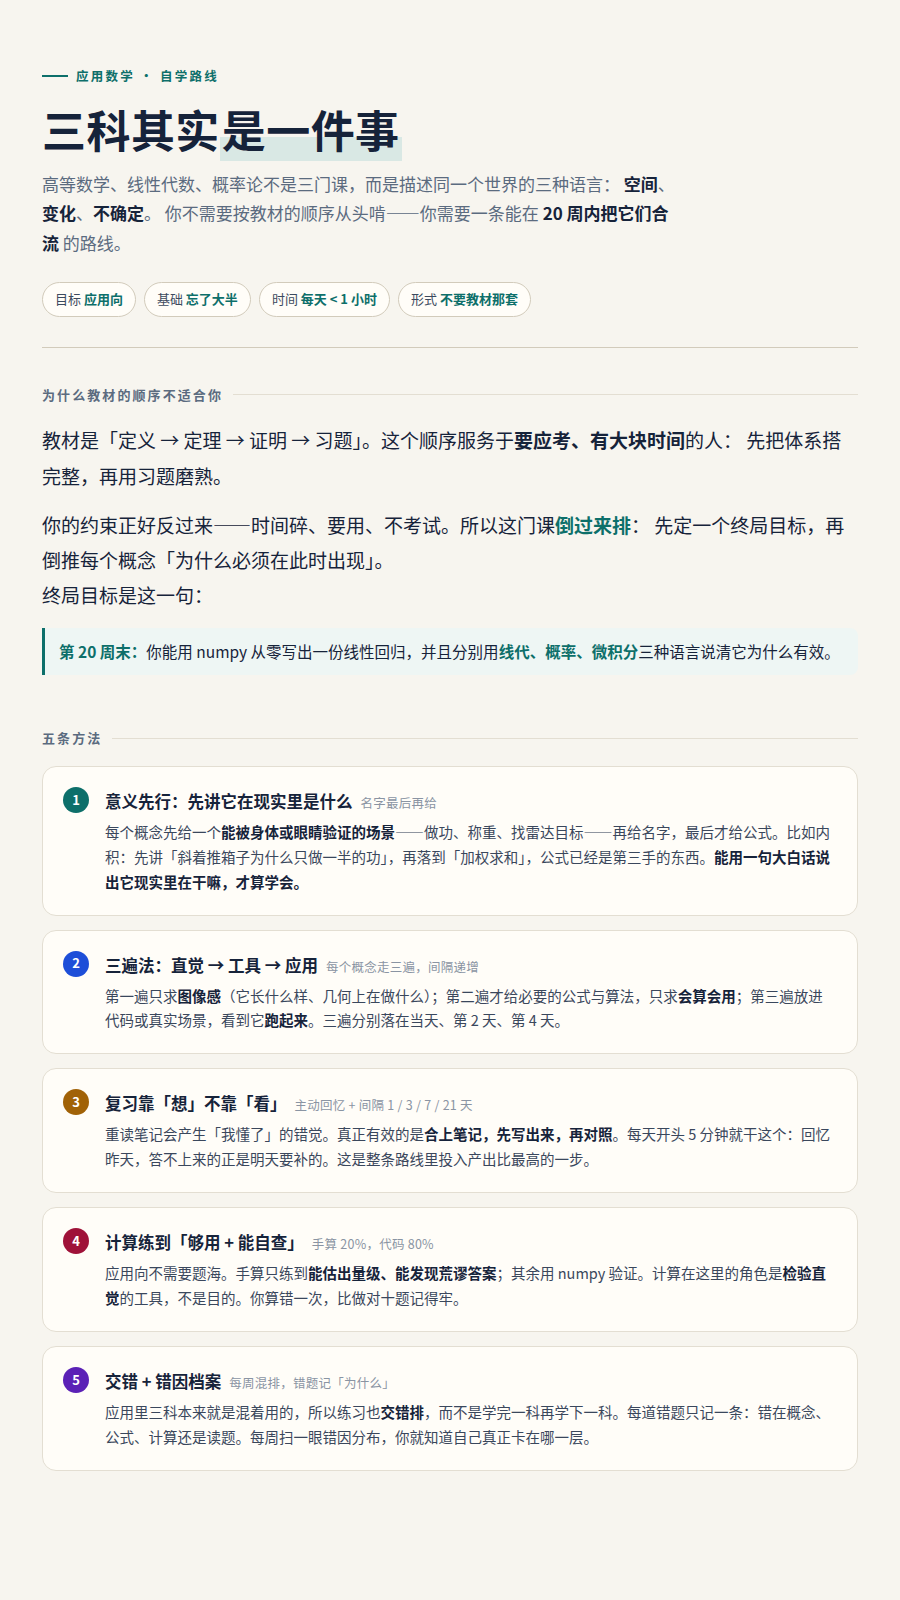 应用数学 · 自学路线
三科其实是一件事
高等数学、线性代数、概率论不是三门课，而是描述同一个世界的三种语言： 空间、
变化、不确定。 你不需要按教材的顺序从头啃——你需要一条能在 20 周内把它们合
流 的路线。
目标 应用向 基础 忘了大半 时间 每天 < 1 小时 形式 不要教材那套
为什么教材的顺序不适合你
教材是「定义 → 定理 → 证明 → 习题」。这个顺序服务于要应考、有大块时间的人： 先把体系搭
完整，再用习题磨熟。
你的约束正好反过来——时间碎、要用、不考试。所以这门课倒过来排： 先定一个终局目标，再
倒推每个概念「为什么必须在此时出现」。
终局目标是这一句：
第 20 周末：你能用 numpy 从零写出一份线性回归，并且分别用线代、概率、微积分三种语言说清它为什么有效。
五条方法
1 意义先行：先讲它在现实里是什么 名字最后再给
每个概念先给一个能被身体或眼睛验证的场景——做功、称重、找雷达目标——再给名字，最后才给公式。比如内
积：先讲「斜着推箱子为什么只做一半的功」，再落到「加权求和」，公式已经是第三手的东西。能用一句大白话说
出它现实里在干嘛，才算学会。
2 三遍法：直觉 → 工具 → 应用 每个概念走三遍，间隔递增
第一遍只求图像感（它长什么样、几何上在做什么）；第二遍才给必要的公式与算法，只求会算会用；第三遍放进
代码或真实场景，看到它跑起来。三遍分别落在当天、第 2 天、第 4 天。
3 复习靠「想」不靠「看」 主动回忆 + 间隔 1 / 3 / 7 / 21 天
重读笔记会产生「我懂了」的错觉。真正有效的是合上笔记，先写出来，再对照。每天开头 5 分钟就干这个：回忆
昨天，答不上来的正是明天要补的。这是整条路线里投入产出比最高的一步。
4 计算练到「够用 + 能自查」 手算 20%，代码 80%
应用向不需要题海。手算只练到能估出量级、能发现荒谬答案；其余用 numpy 验证。计算在这里的角色是检验直
觉的工具，不是目的。你算错一次，比做对十题记得牢。
5 交错 + 错因档案 每周混排，错题记「为什么」
应用里三科本来就是混着用的，所以练习也交错排，而不是学完一科再学下一科。每道错题只记一条：错在概念、
公式、计算还是读题。每周扫一眼错因分布，你就知道自己真正卡在哪一层。